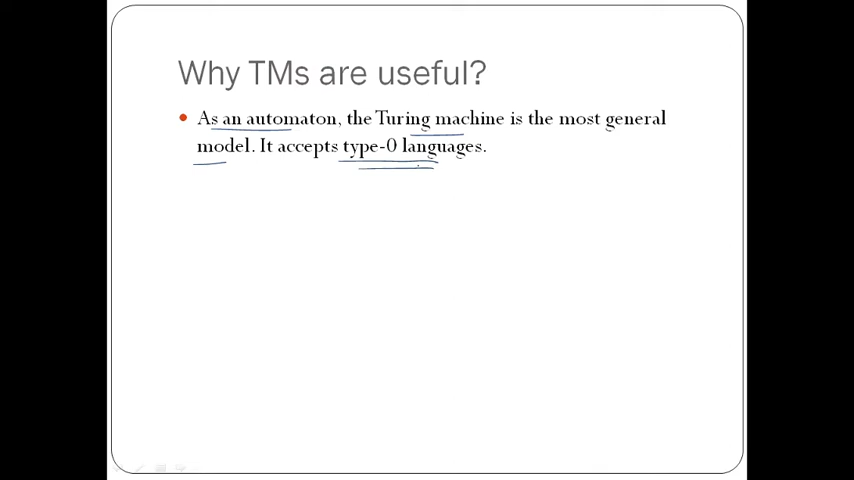 Why TMs are useful?
• As an automaton, the Turing machine is the most general
model. It accepts type-0 languages.